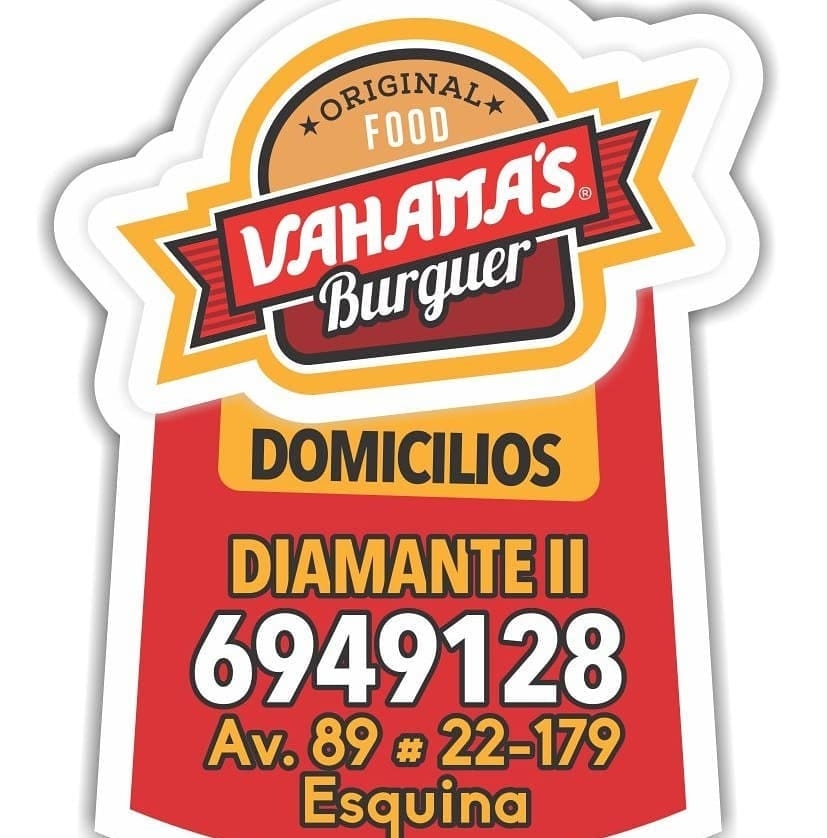 ★ORIGINAL★
FOOD
VAHAMA'S®
Burguer
DOMICILIOS
DIAMANTE II
6949128
Av. 89 # 22-179
Esquina